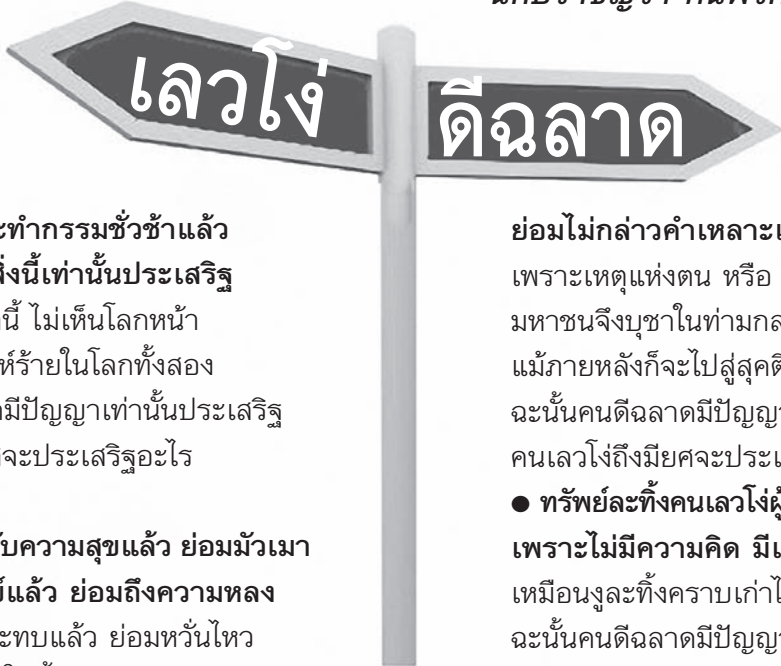 เลวโง่
ดีฉลาด
ทำกรรมชั่วช้าแล้ว
สิ่งนี้เท่านั้นประเสริฐ
นี้ ไม่เห็นโลกหน้า
ห์ร้ายในโลกทั้งสอง
มีปัญญาเท่านั้นประเสริฐ
จะประเสริฐอะไร
ับความสุขแล้ว ย่อมมัวเมา
แล้ว ย่อมถึงความหลง
ะทบแล้ว ย่อมหวั่นไหว
ย่อมไม่กล่าวคำเหลาะ
เพราะเหตุแห่งตน หรือ
มหาชนจึงบูชาในท่ามกล
แม้ภายหลังก็จะไปสู่สุคติ
ฉะนั้นคนดีฉลาดมีปัญญา
คนเลวโง่ถึงมียศจะประเ
● ทรัพย์ละทิ้งคนเลวโง่ผู้
เพราะไม่มีความคิด มีเ
เหมือนงูละทิ้งคราบเก่าไ
ฉะนั้นคนดีฉลาดมีปัญญา